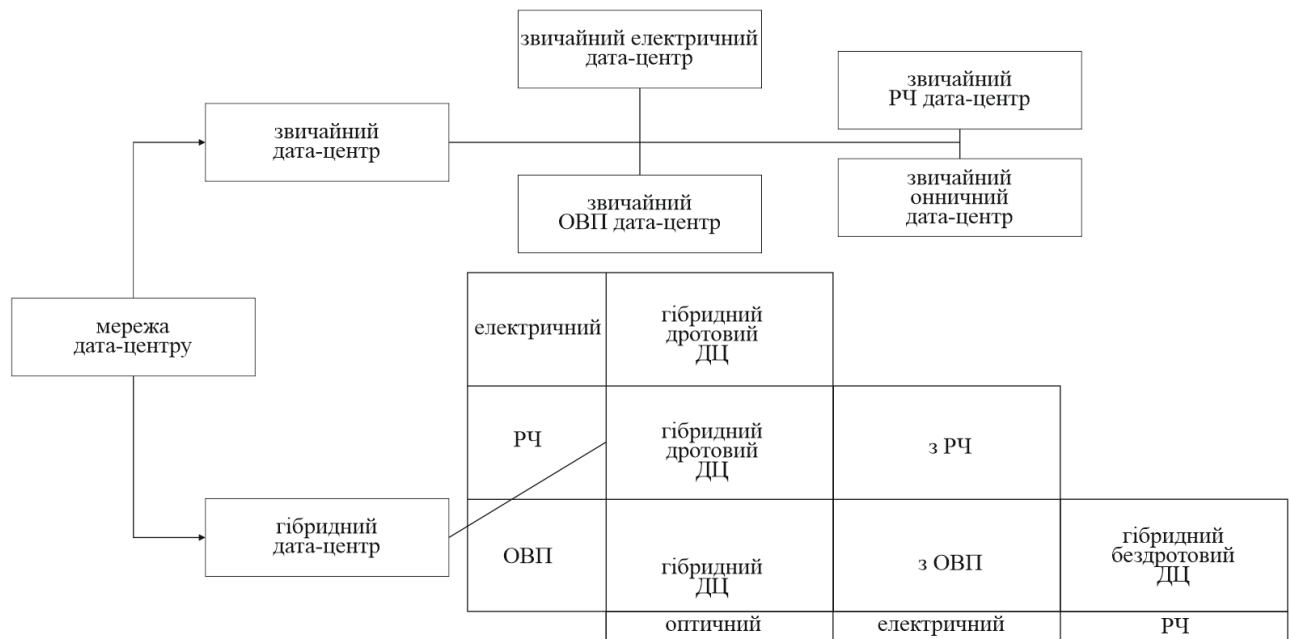 звичайний електричний
дата-центр
звичайний
РЧ дата-центр
звичайний
дата-центр
звичайний
ОВП дата-центр
звичайний
онничний
дата-центр
мережа
дата-центру
електричний
гібридний
дротовий
ДЦ
РЧ
гібридний
дротовий
ДЦ
з РЧ
гібридний
дата-центр
ОВП
гібридний
ДЦ
з ОВП
гібридний
бездротовий
ДЦ
оптичний
електричний
РЧ